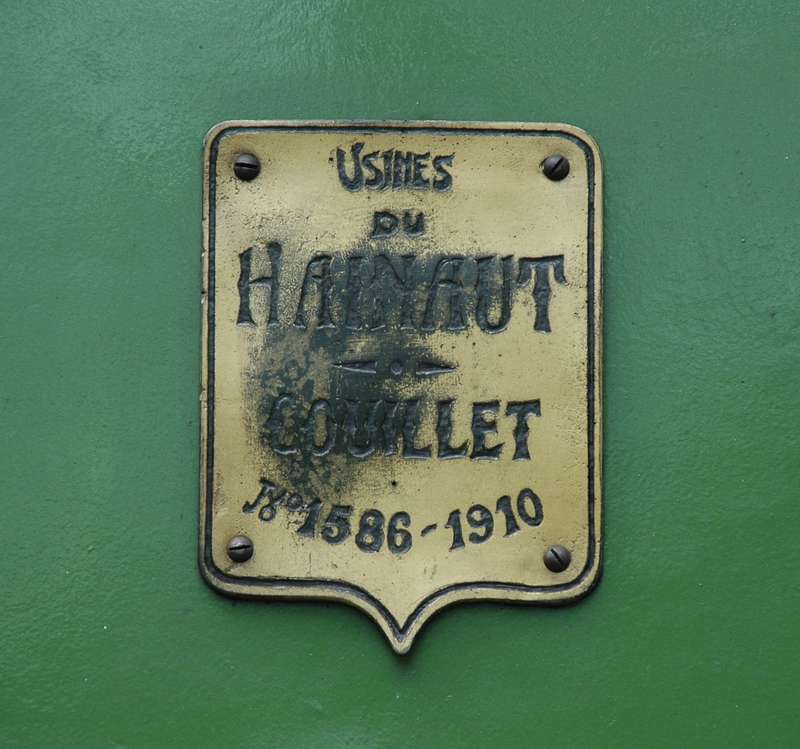 USINES
DU
HAINAUT
COUILLET
No 1586-1910